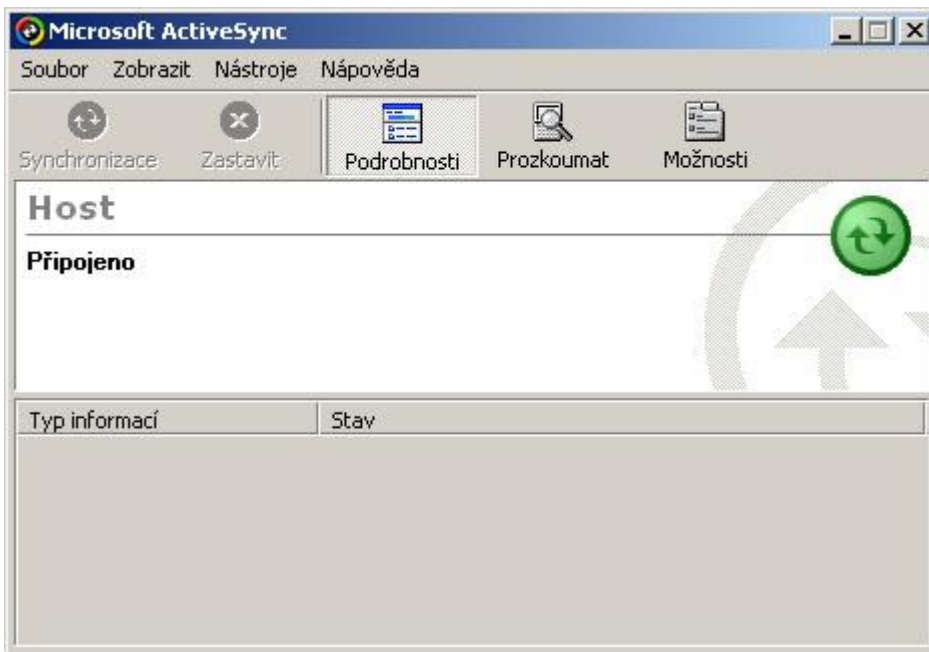 Microsoft ActiveSync
Soubor Zobrazit Nástroje Nápověda
Synchronizace Zastavit Podrobnosti Prozkoumat Možnosti
Host
Připojeno
Typ informací Stav